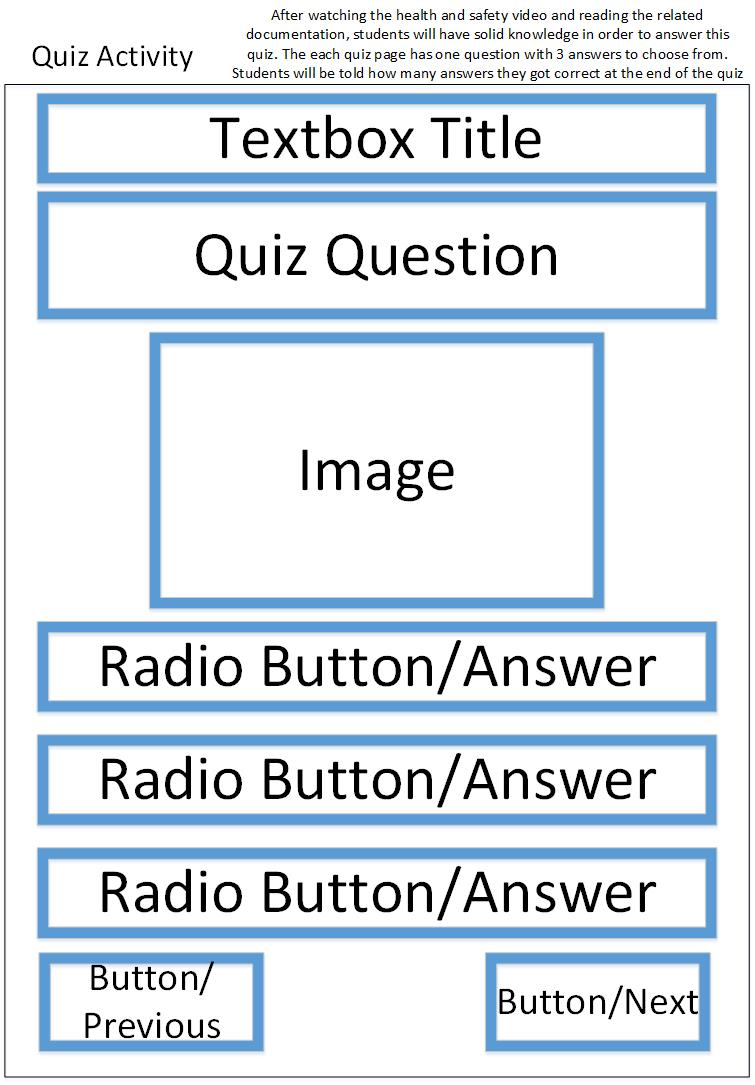 Quiz Activity
After watching the health and safety video and reading the related
documentation, students will have solid knowledge in order to answer this
quiz. The each quiz page has one question with 3 answers to choose from.
Students will be told how many answers they got correct at the end of the quiz
Textbox Title
Quiz Question
Image
Radio Button/Answer
Radio Button/Answer
Radio Button/Answer
Button/
Previous
Button/Next